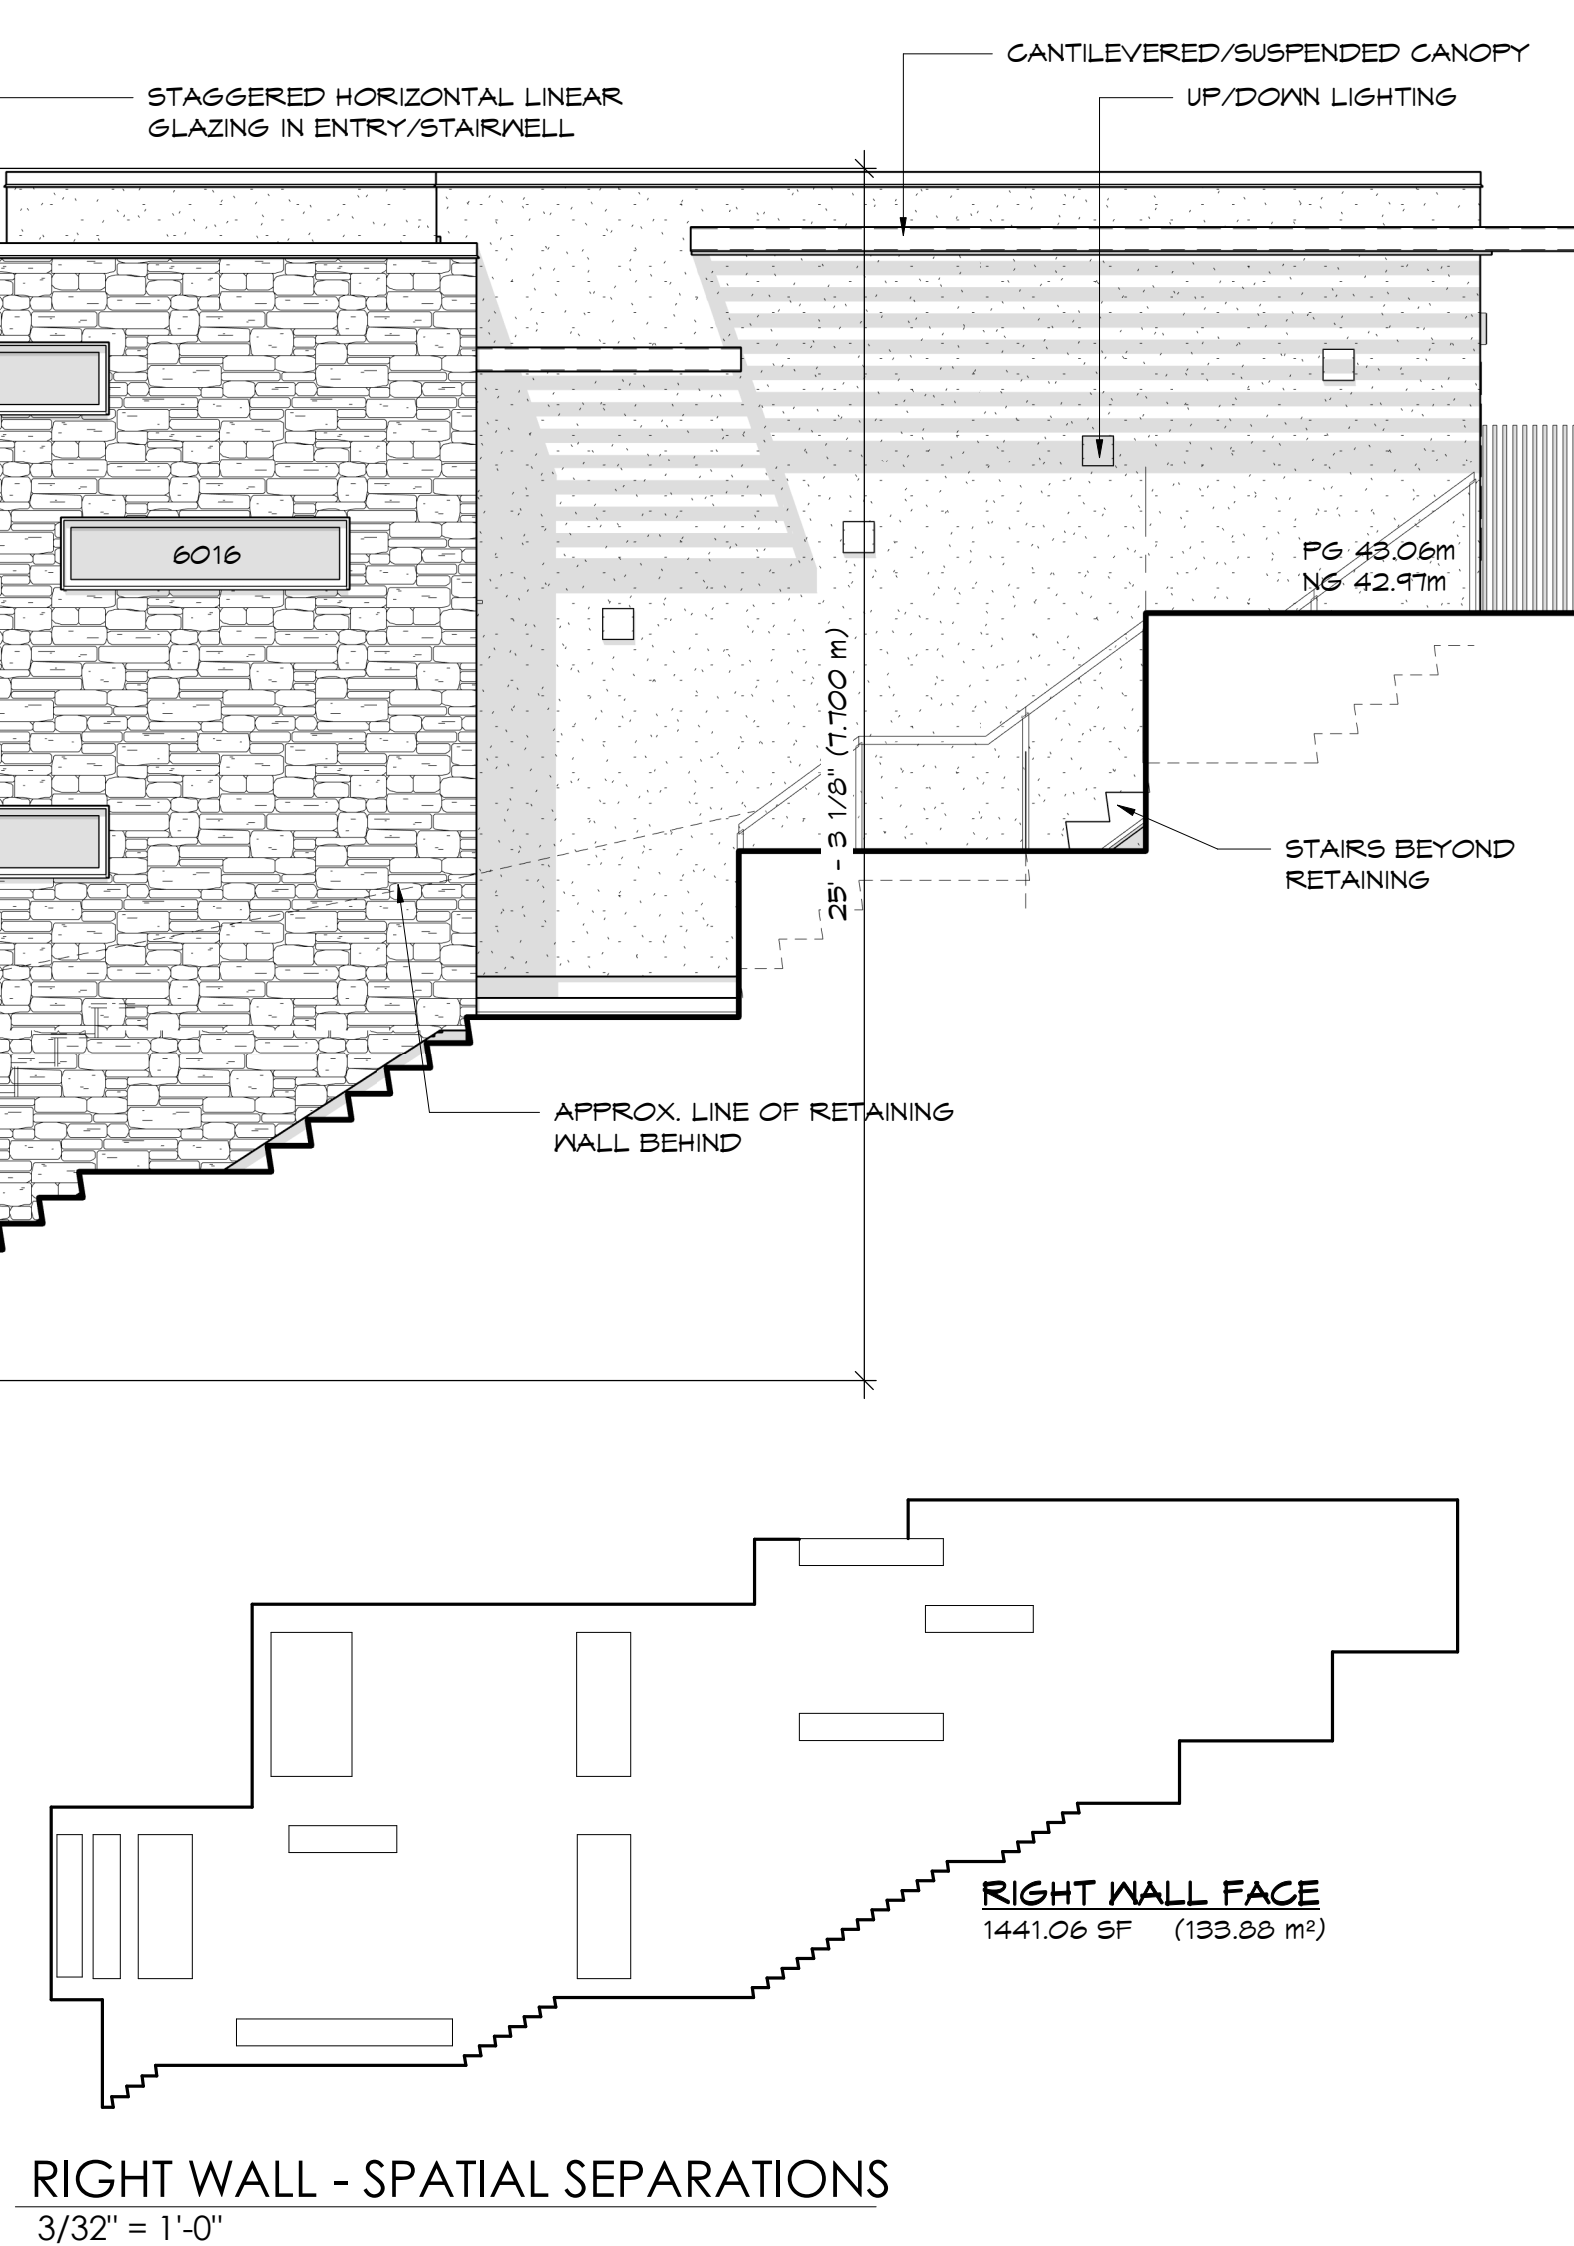 CANTILEVERED/SUSPENDED CANOPY
STAGGERED HORIZONTAL LINEAR
GLAZING IN ENTRY/STAIRWELL
UP/DOWN LIGHTING
6016
PG 43.06m
NG 42.97m
25' - 3 1/8" (7.700 m)
STAIRS BEYOND
RETAINING
APPROX. LINE OF RETAINING
WALL BEHIND
RIGHT WALL FACE
1441.06 SF (133.88 m²)
RIGHT WALL - SPATIAL SEPARATIONS
3/32" = 1'-0"